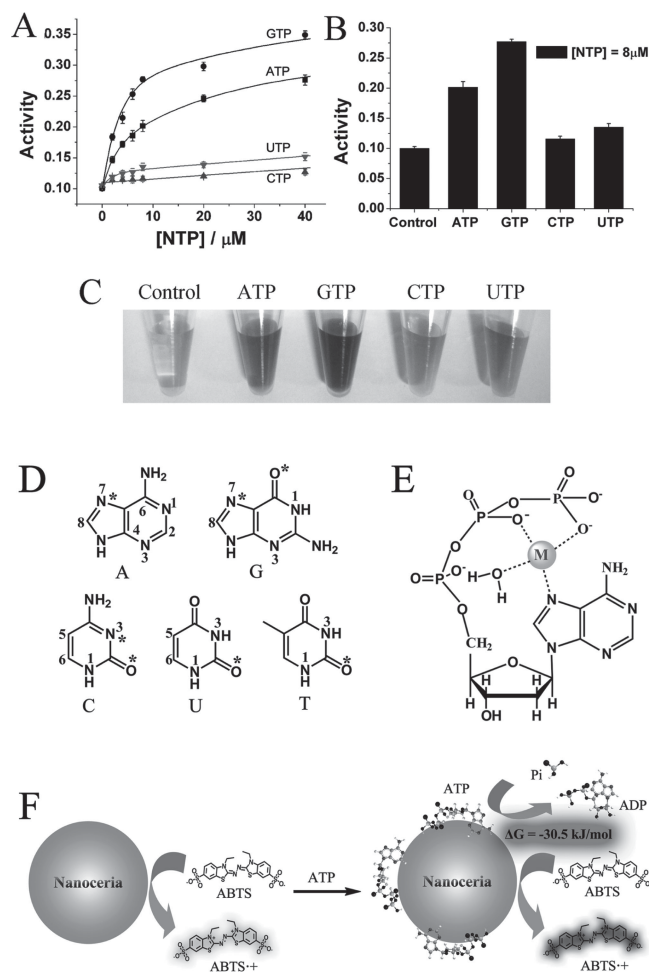 A
Activity
0.35
0.30
0.25
0.20
0.15
0.10
0 10 20 30 40
[NTP] / μM
GTP
ATP
UTP
CTP
B
Activity
0.30
0.25
0.20
0.15
0.10
0.05
0.00
[NTP] = 8μM
Control ATP GTP CTP UTP
C
Control ATP GTP CTP UTP
D
NH₂
7
N *
6
N 1
5
8
4
2
N
H
N
3
A
O*
7
N *
1
NH
8
N
H
N
3
NH₂
G
NH₂
5
N 3
*
6
1
N
H
O
*
C
O
5
3
NH
6
1
N
H
O
*
U
O
3
NH
1
N
H
O
*
T
E
O
P
O
O
P
O⁻
O⁻
O
P
O⁻
O
M
H
O
H
NH₂
N
N
N
N
O
CH₂
O
H
H
H
H
OH
H
F
Nanoceria
ABTS
ABTS·+
ATP
ATP
Pi
ADP
ΔG = -30.5 kJ/mol
Nanoceria
ABTS
ABTS·+